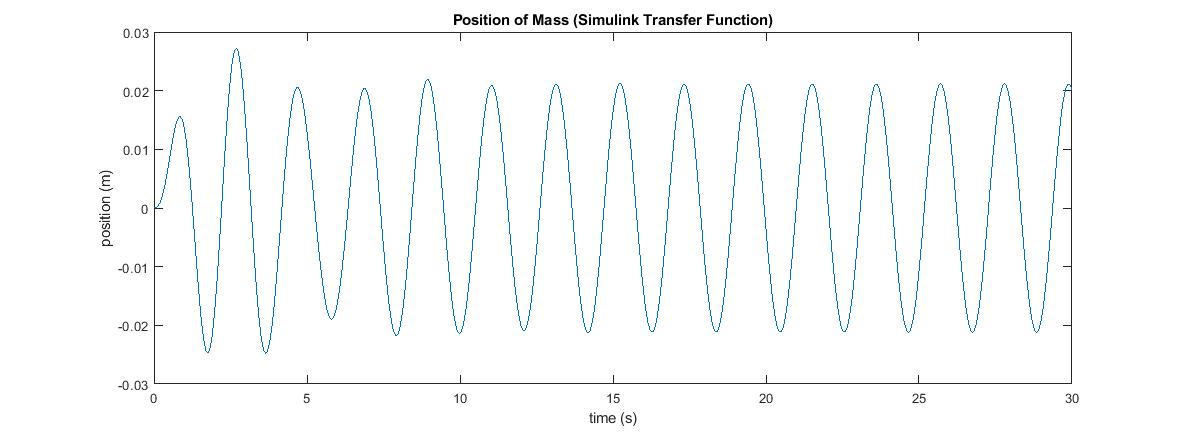 Position of Mass (Simulink Transfer Function)
0.03
0.02
0.01
0
-0.01
-0.02
-0.03
position (m)
0 5 10 15 20 25 30
time (s)